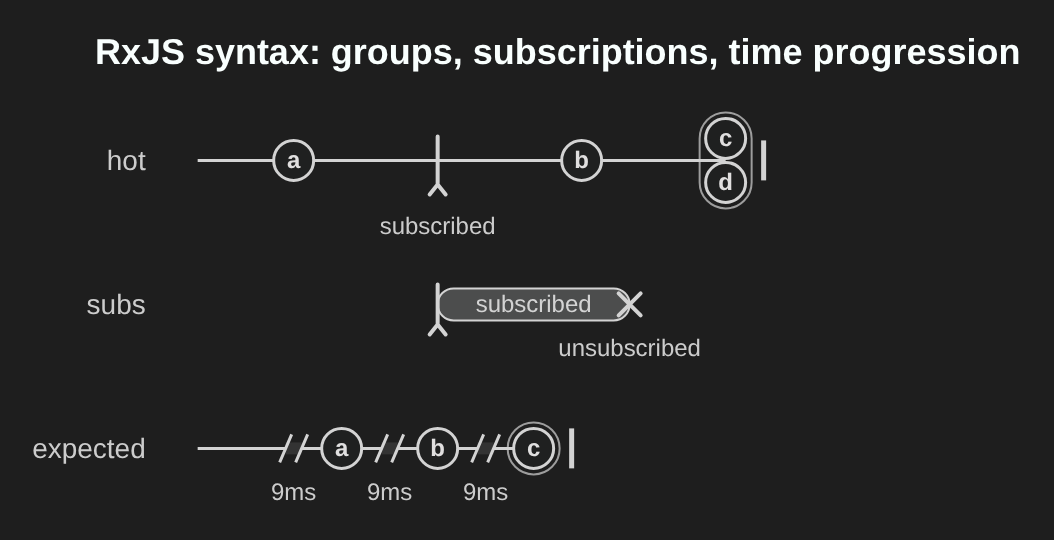 RxJS syntax: groups, subscriptions, time progression
hot
a
b
c
d
subscribed
subs
subscribed
unsubscribed
expected
a
b
c
9ms
9ms
9ms